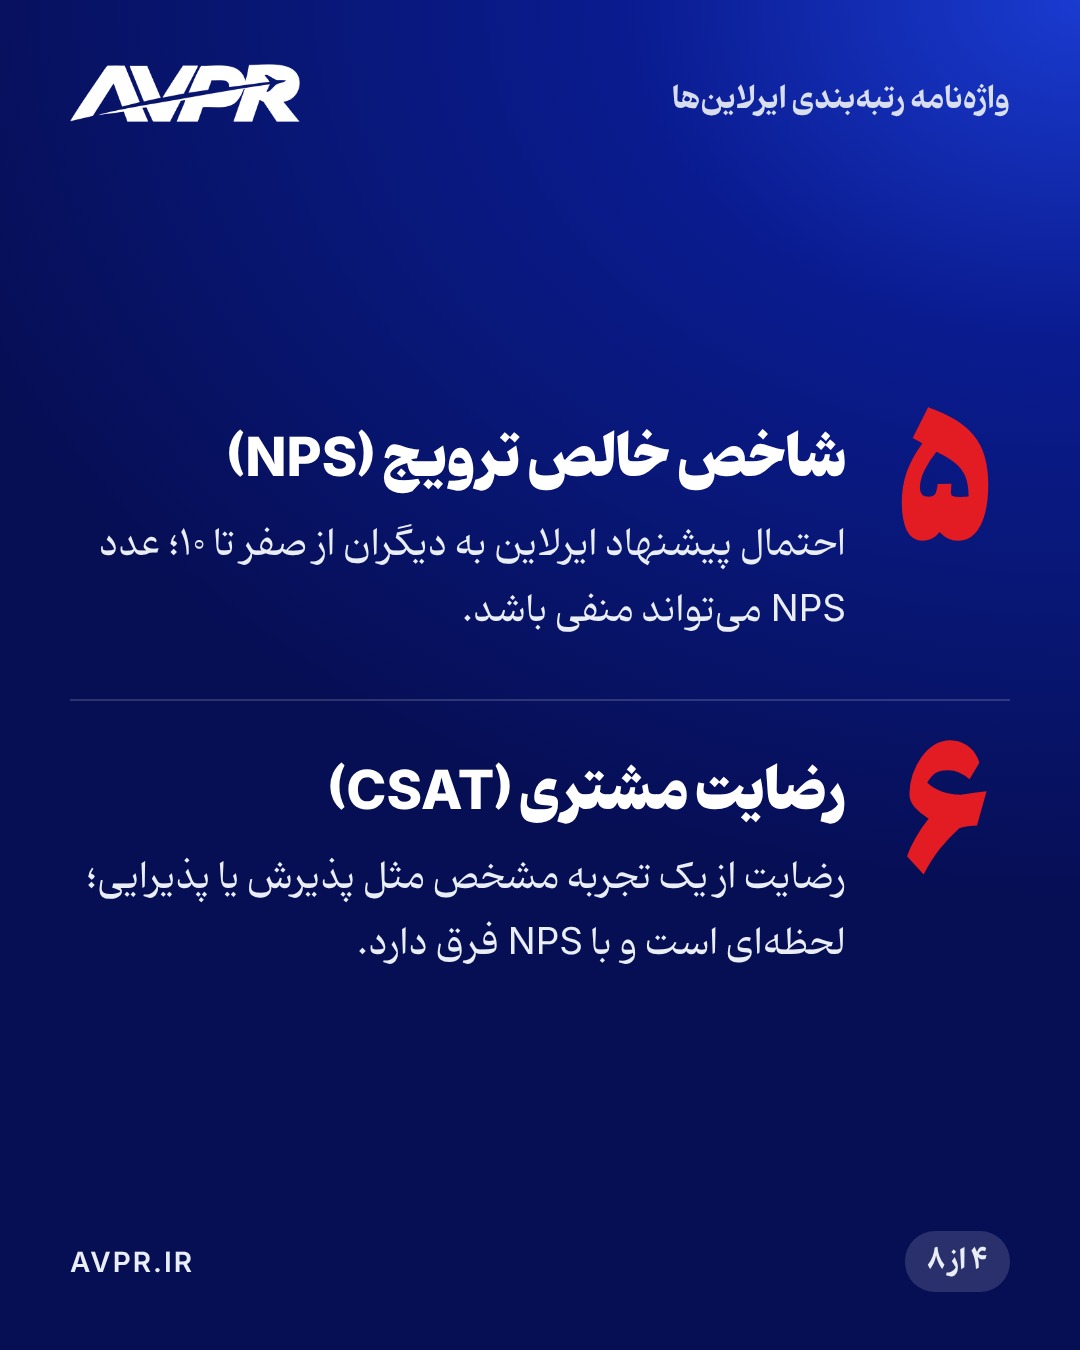 واژه‌نامه رتبه‌بندی ایرلاین‌ها
AVPR
۵
شاخص خالص ترویج (NPS)
احتمال پیشنهاد ایرلاین به دیگران از صفر تا ۱۰؛ عدد
NPS می‌تواند منفی باشد.
۶
رضایت مشتری (CSAT)
رضایت از یک تجربه مشخص مثل پذیرش یا پذیرایی؛
لحظه‌ای است و با NPS فرق دارد.
۴ از ۸
AVPR.IR